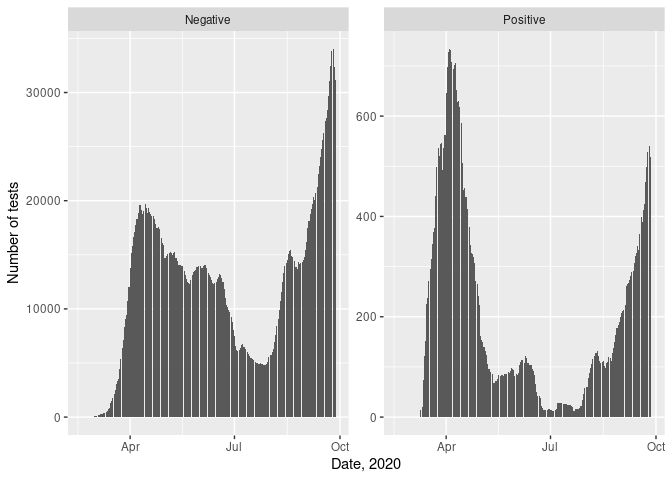 Negative
Positive
Number of tests
30000
20000
10000
0
600
400
200
0
Apr
Jul
Oct
Apr
Jul
Oct
Date, 2020